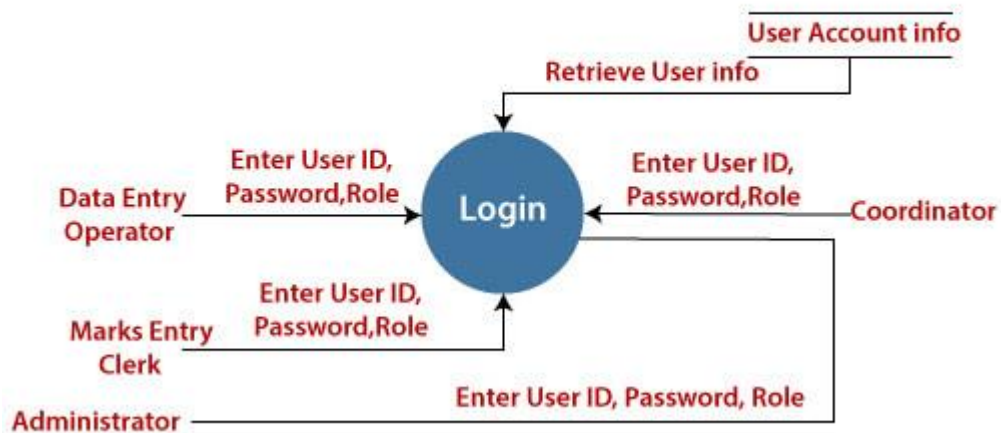 User Account info
Retrieve User info
Enter User ID,
Password,Role
Data Entry
Operator
Login
Enter User ID,
Password,Role
Coordinator
Enter User ID,
Password,Role
Marks Entry
Clerk
Enter User ID, Password, Role
Administrator